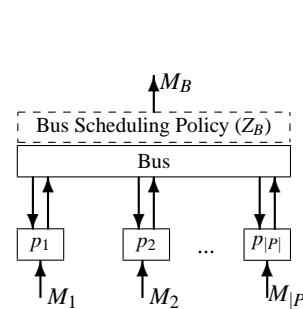 M_B
Bus Scheduling Policy (Z_B)
Bus
p_1 p_2 ... p_|P|
M_1 M_2 M_|P